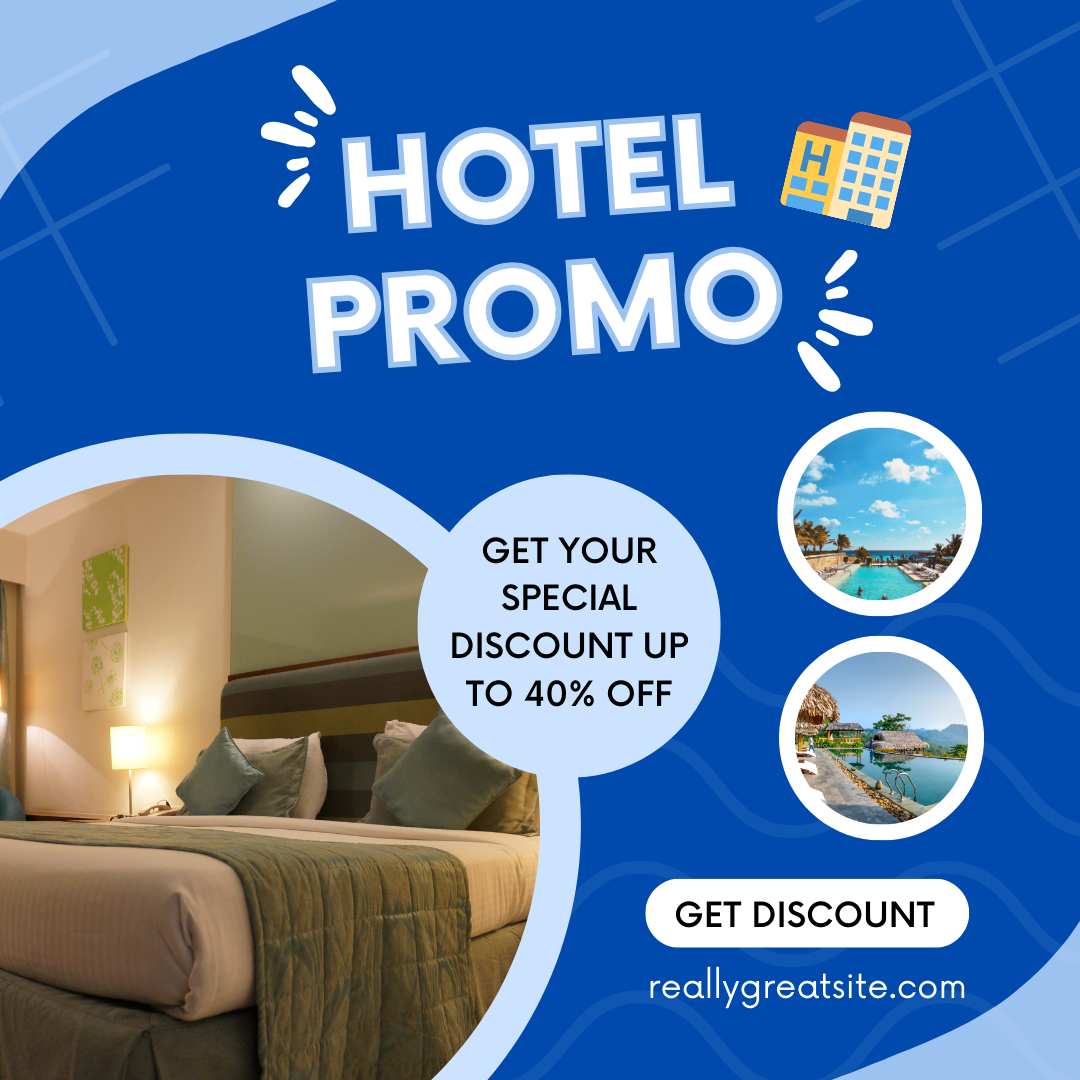 HOTEL
PROMO
H
GET YOUR
SPECIAL
DISCOUNT UP
TO 40% OFF
GET DISCOUNT
reallygreatsite.com